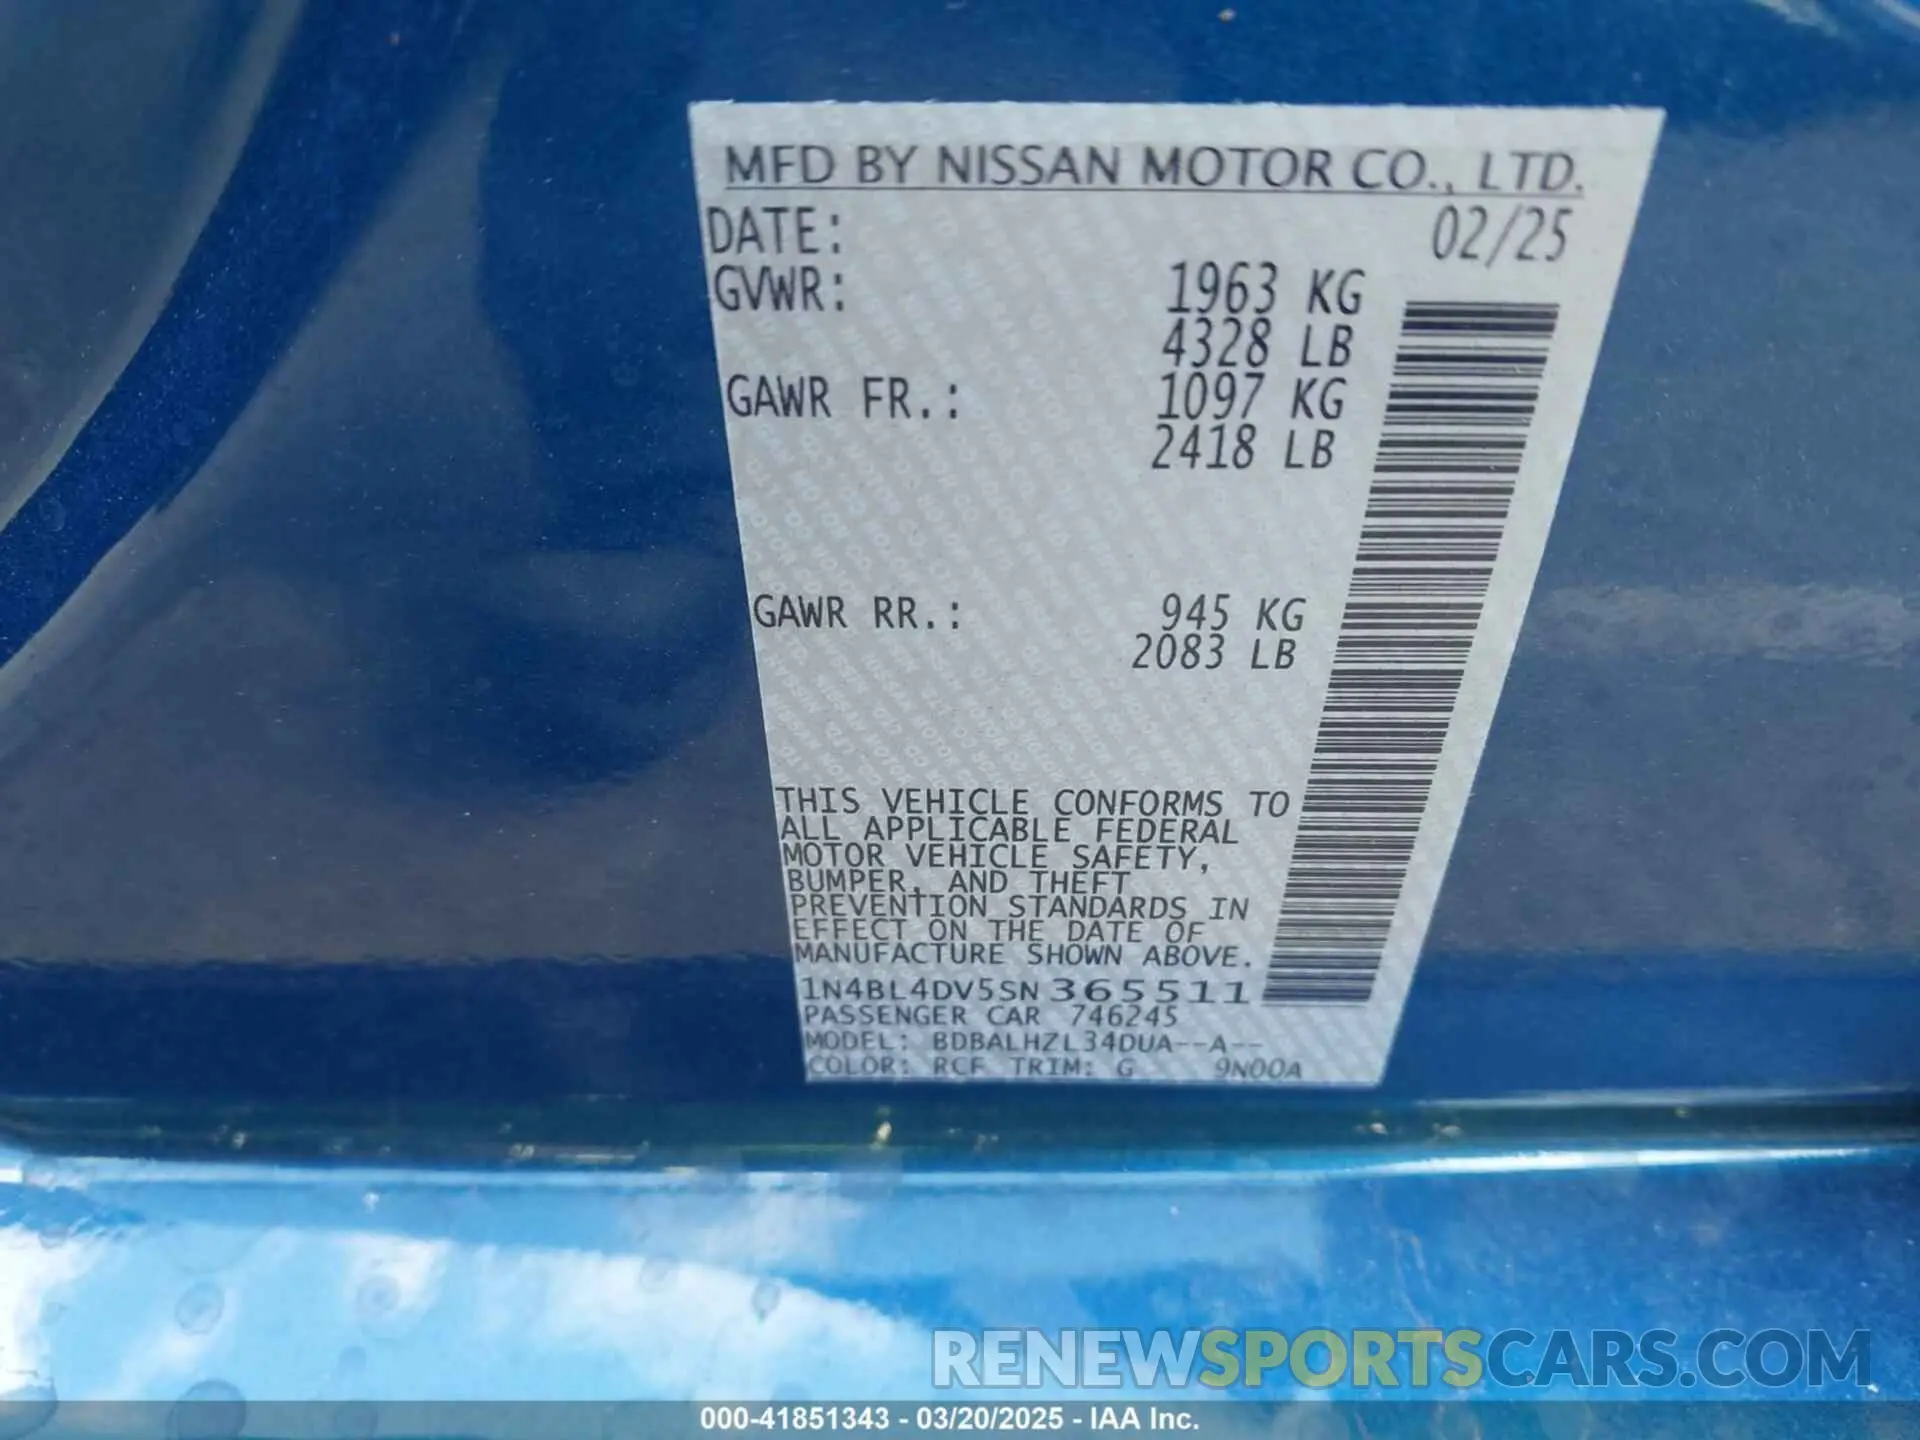 MFD BY NISSAN MOTOR CO., LTD.
DATE: 02/25
GVWR: 1963 KG
4328 LB
GAWR FR.: 1097 KG
2418 LB
GAWR RR.: 945 KG
2083 LB
THIS VEHICLE CONFORMS TO
ALL APPLICABLE FEDERAL
MOTOR VEHICLE SAFETY,
BUMPER, AND THEFT
PREVENTION STANDARDS IN
EFFECT ON THE DATE OF
MANUFACTURE SHOWN ABOVE.
1N4BL4DV5SN365511
PASSENGER CAR 746245
MODEL: BDBALHZL34DUA--A--
COLOR: RCF TRIM: G 9N00A
RENEWSPORTSCARS.COM
000-41851343 - 03/20/2025 - IAA Inc.